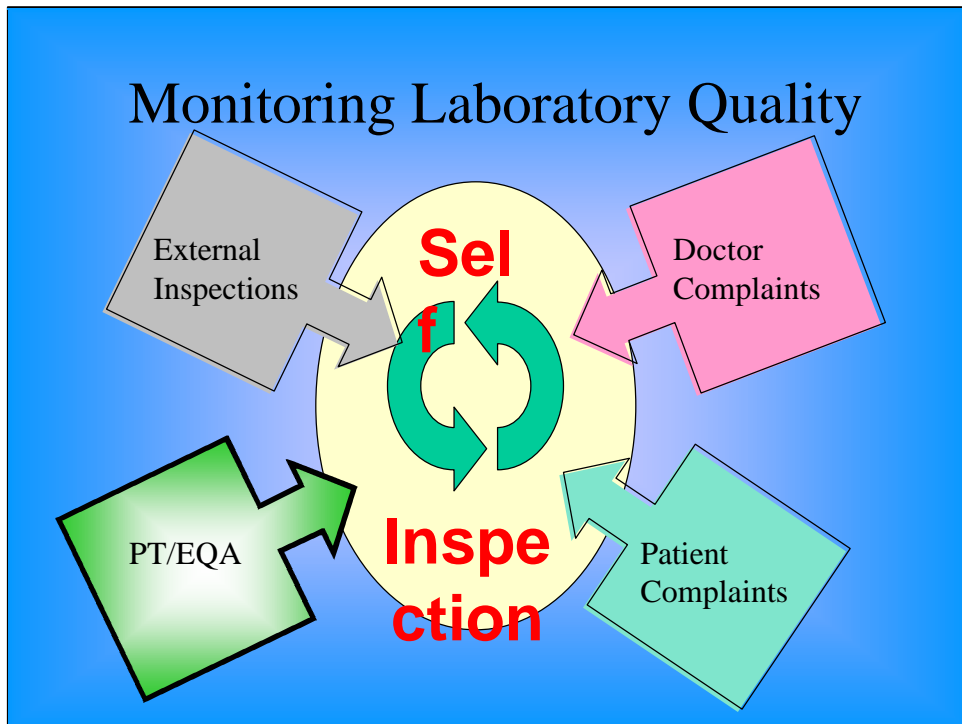 Monitoring Laboratory Quality
External
Inspections
Sel
f
Doctor
Complaints
PT/EQA
Inspe
ction
Patient
Complaints